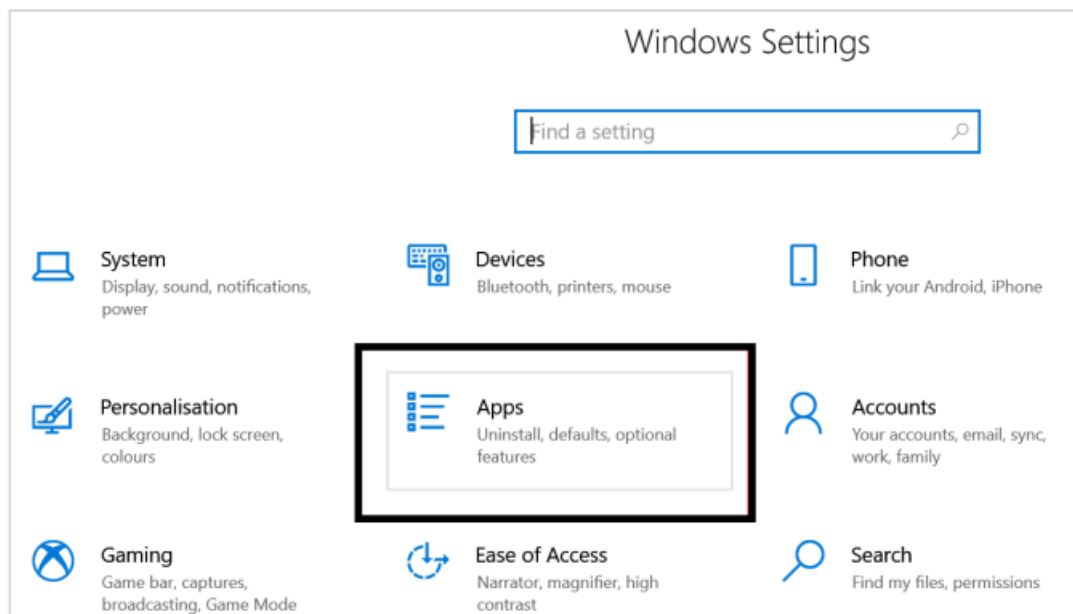 Windows Settings
Find a setting
System
Display, sound, notifications,
power
Devices
Bluetooth, printers, mouse
Phone
Link your Android, iPhone
Personalisation
Background, lock screen,
colours
Apps
Uninstall, defaults, optional
features
Accounts
Your accounts, email, sync,
work, family
Gaming
Game bar, captures,
broadcasting, Game Mode
Ease of Access
Narrator, magnifier, high
contrast
Search
Find my files, permissions